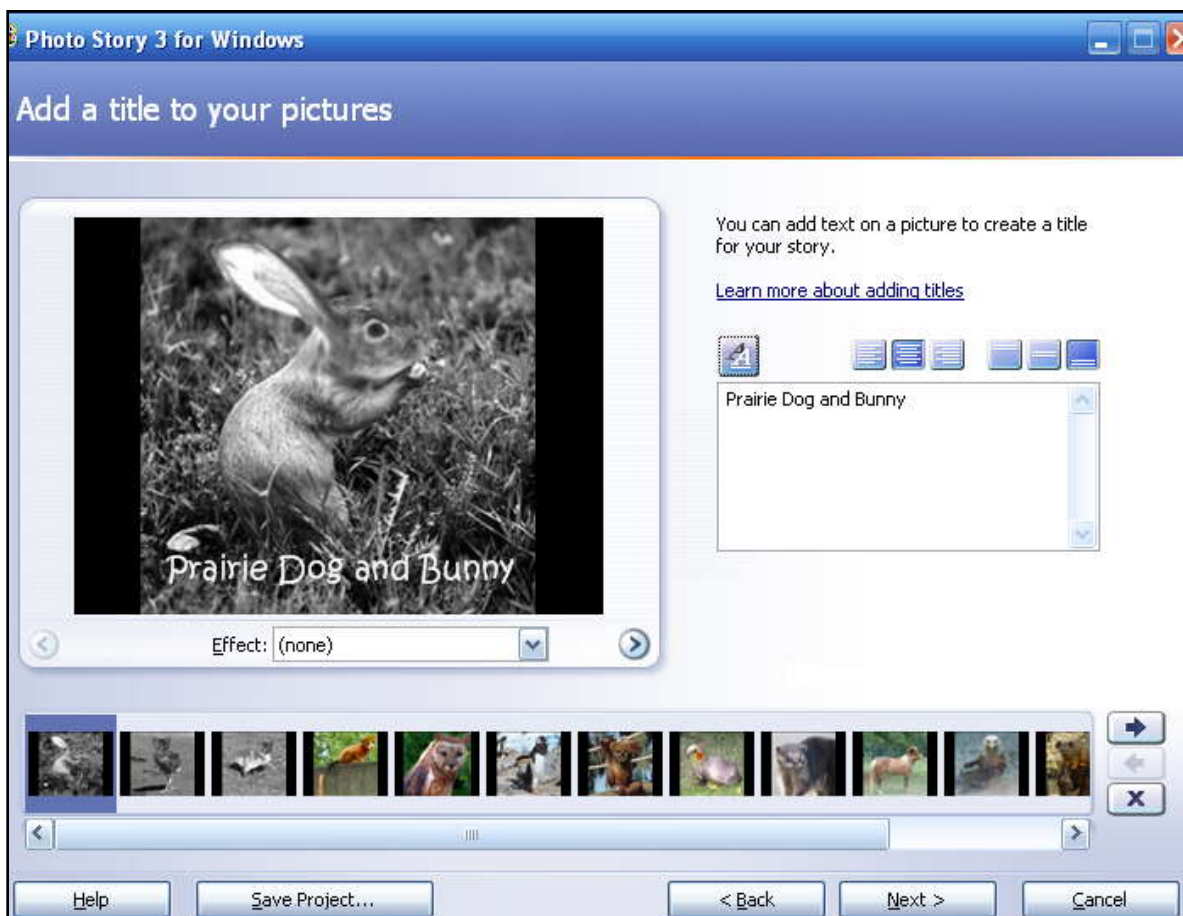 Photo Story 3 for Windows
Add a title to your pictures
You can add text on a picture to create a title
for your story.
Learn more about adding titles
A
Prairie Dog and Bunny
Prairie Dog and Bunny
Effect: (none)
Help
Save Project...
< Back
Next >
Cancel